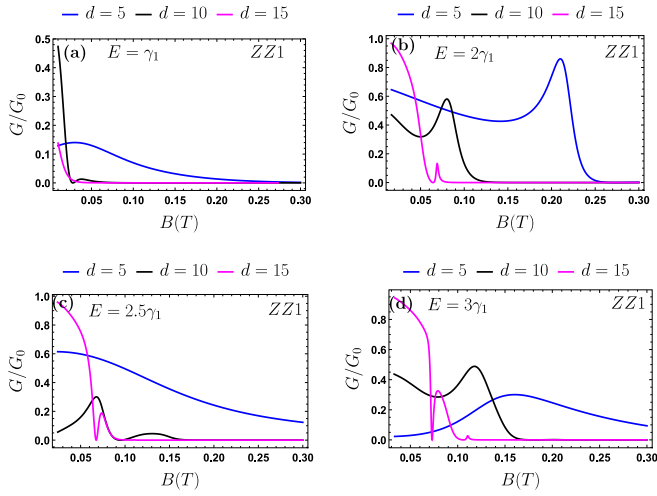 d = 5 d = 10 d = 15
(a) E = γ₁ ZZ1
G/G₀
0.5
0.4
0.3
0.2
0.1
0.0
0.05 0.10 0.15 0.20 0.25 0.30
B(T)
d = 5 d = 10 d = 15
(b) E = 2γ₁ ZZ1
G/G₀
1.0
0.8
0.6
0.4
0.2
0.0
0.05 0.10 0.15 0.20 0.25 0.30
B(T)
d = 5 d = 10 d = 15
(c) E = 2.5γ₁ ZZ1
G/G₀
1.0
0.8
0.6
0.4
0.2
0.0
0.05 0.10 0.15 0.20 0.25 0.30
B(T)
d = 5 d = 10 d = 15
(d) E = 3γ₁ ZZ1
G/G₀
0.8
0.6
0.4
0.2
0.0
0.05 0.10 0.15 0.20 0.25 0.30
B(T)